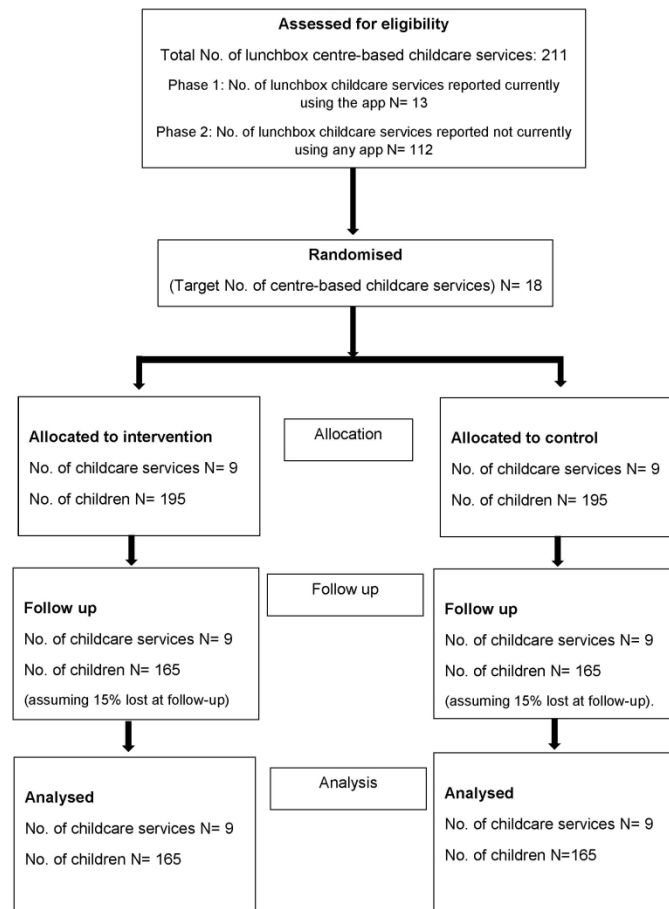 Assessed for eligibility
Total No. of lunchbox centre-based childcare services: 211
Phase 1: No. of lunchbox childcare services reported currently
using the app N= 13
Phase 2: No. of lunchbox childcare services reported not currently
using any app N= 112
Randomised
(Target No. of centre-based childcare services) N= 18
Allocated to intervention
No. of childcare services N= 9
No. of children N= 195
Allocation
Allocated to control
No. of childcare services N= 9
No. of children N= 195
Follow up
No. of childcare services N= 9
No. of children N= 165
(assuming 15% lost at follow-up)
Follow up
Follow up
No. of childcare services N= 9
No. of children N= 165
(assuming 15% lost at follow-up).
Analysed
No. of childcare services N= 9
No. of children N= 165
Analysis
Analysed
No. of childcare services N= 9
No. of children N=165